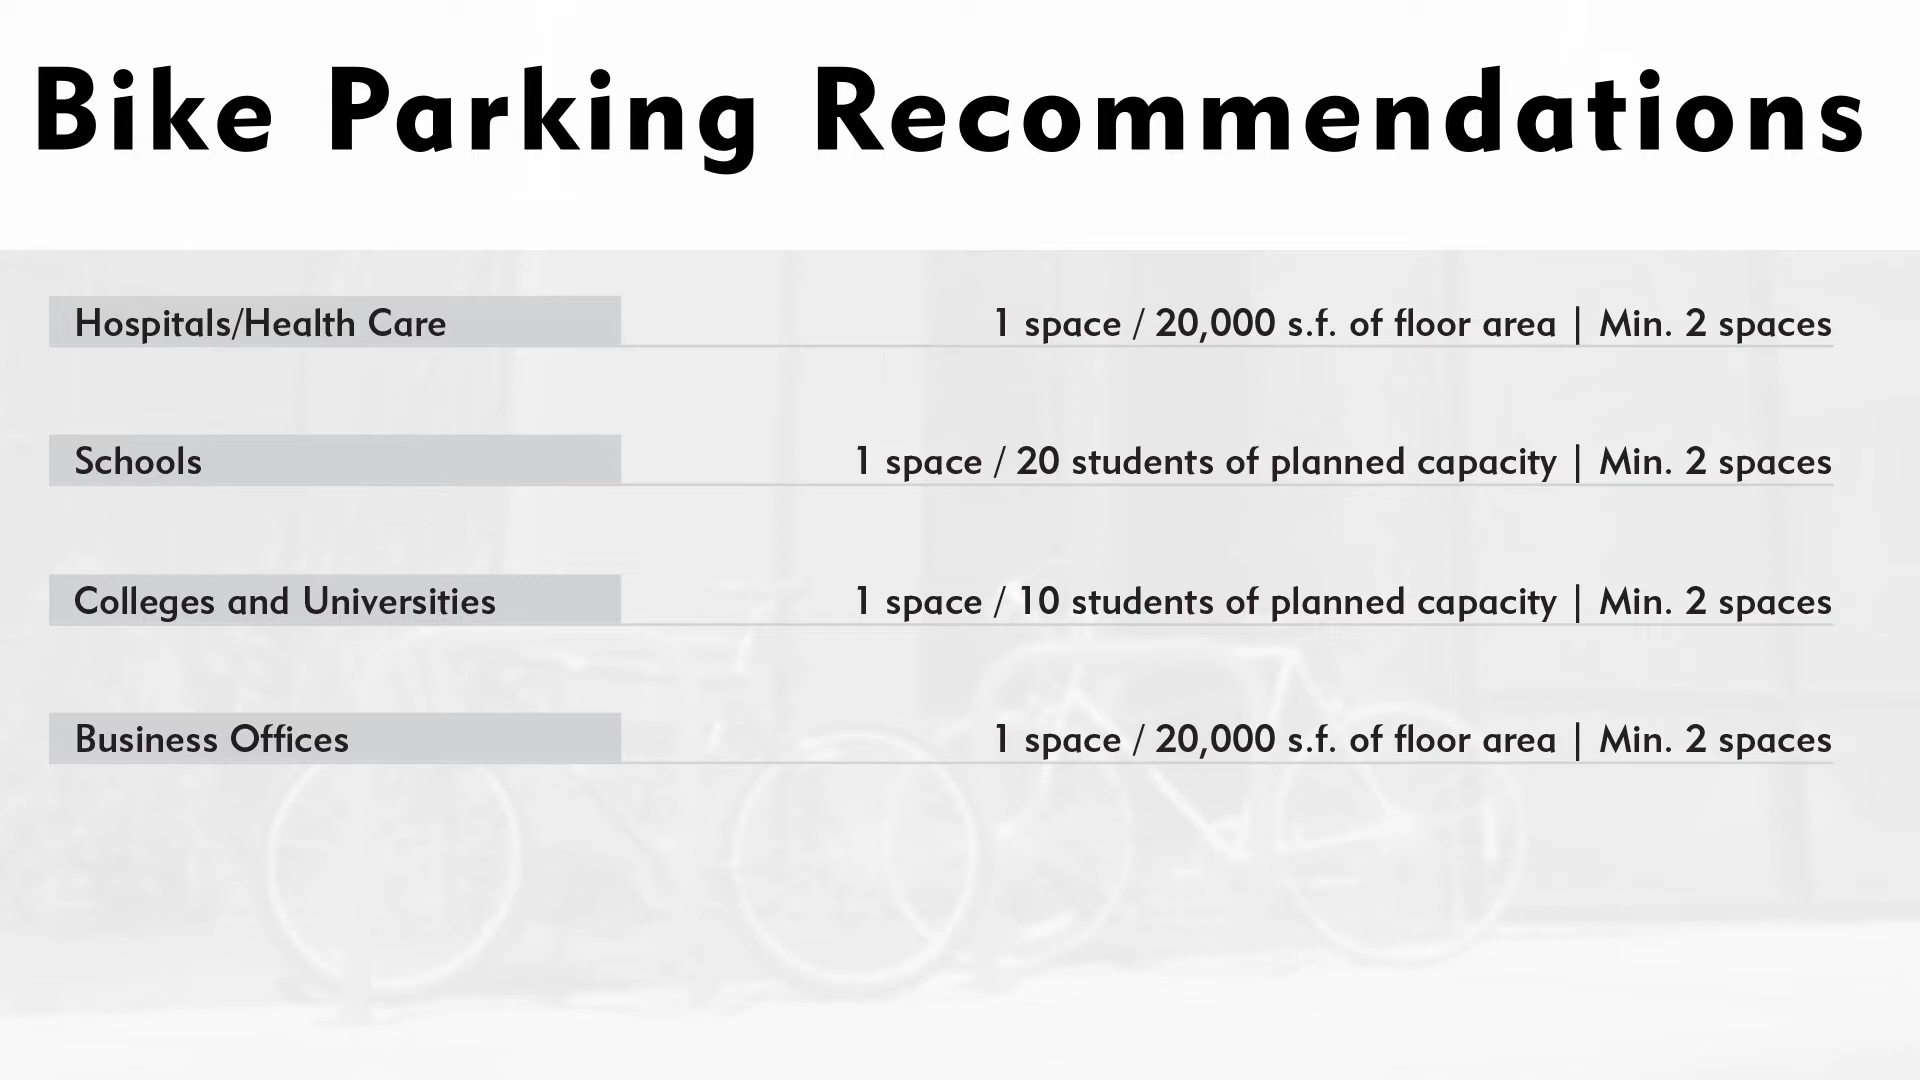 Bike Parking Recommendations
Hospitals/Health Care 1 space / 20,000 s.f. of floor area | Min. 2 spaces
Schools 1 space / 20 students of planned capacity | Min. 2 spaces
Colleges and Universities 1 space / 10 students of planned capacity | Min. 2 spaces
Business Offices 1 space / 20,000 s.f. of floor area | Min. 2 spaces